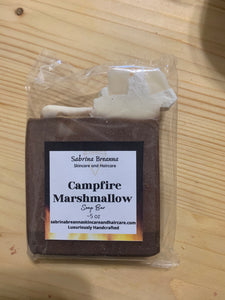 Sabrina Breanna
Skincare and Haircare
Campfire
Marshmallow
Soap Bar
~5 oz
sabrinabreannaskincareandhaircare.com
Luxuriously Handcrafted